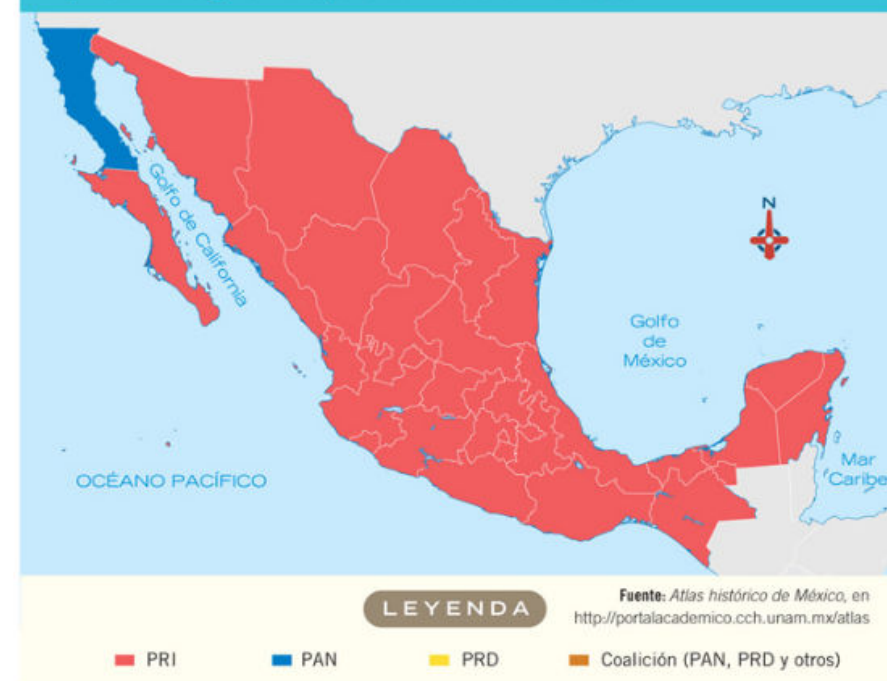 N
Golfo de California
Golfo
de
México
OCÉANO PACÍFICO
Mar
Caribe
LEYENDA
Fuente: Atlas histórico de México, en
http://portalacademico.cch.unam.mx/atlas
PRI
PAN
PRD
Coalición (PAN, PRD y otros)